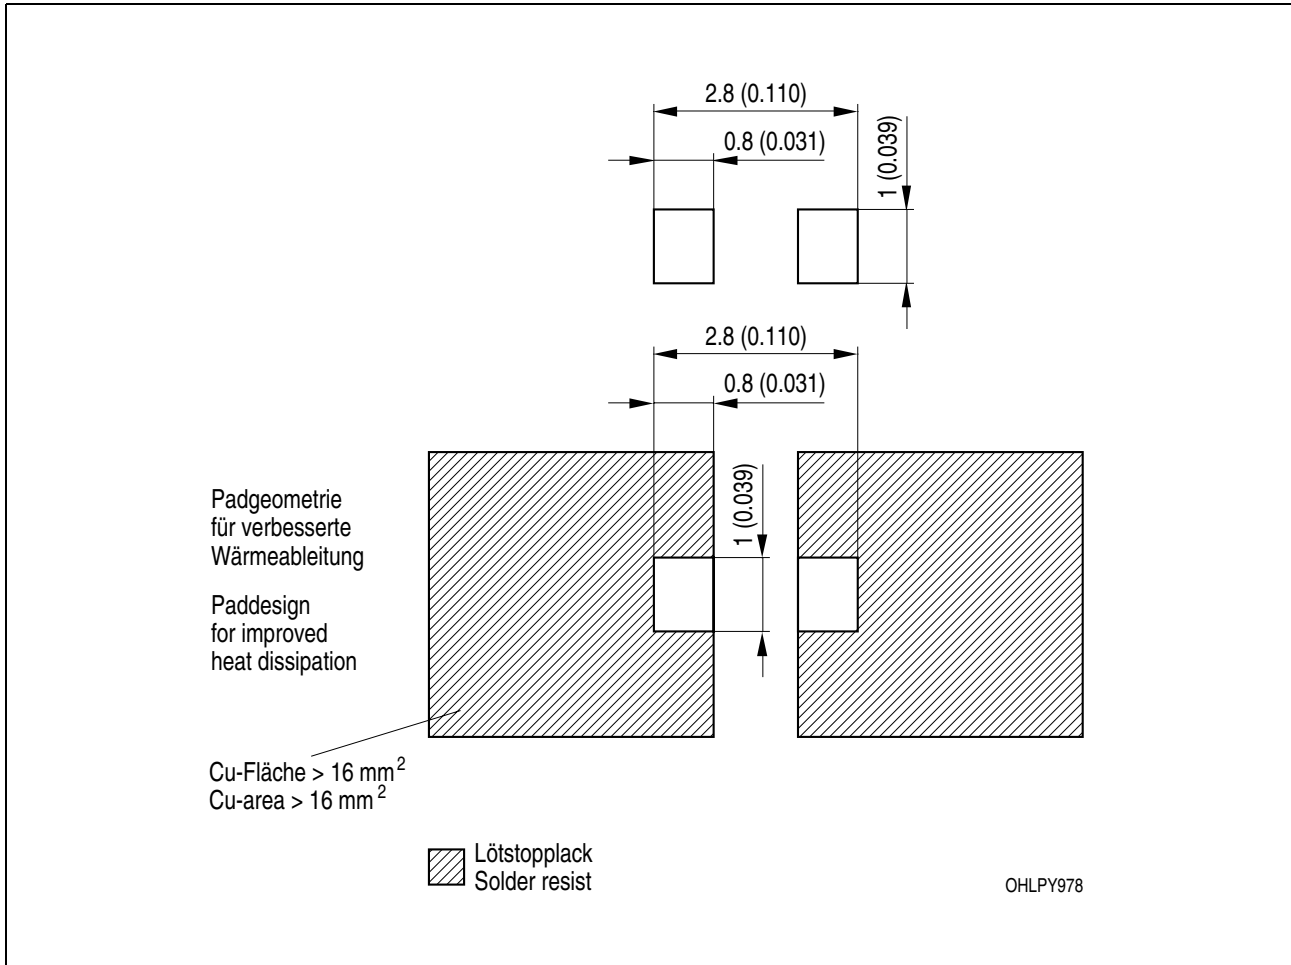 2.8 (0.110)
0.8 (0.031)
1 (0.039)
2.8 (0.110)
0.8 (0.031)
1 (0.039)
Padgeometrie
für verbesserte
Wärmeableitung
Paddesign
for improved
heat dissipation
Cu-Fläche > 16 mm²
Cu-area > 16 mm²
Lötstopplack
Solder resist
OHLPY978